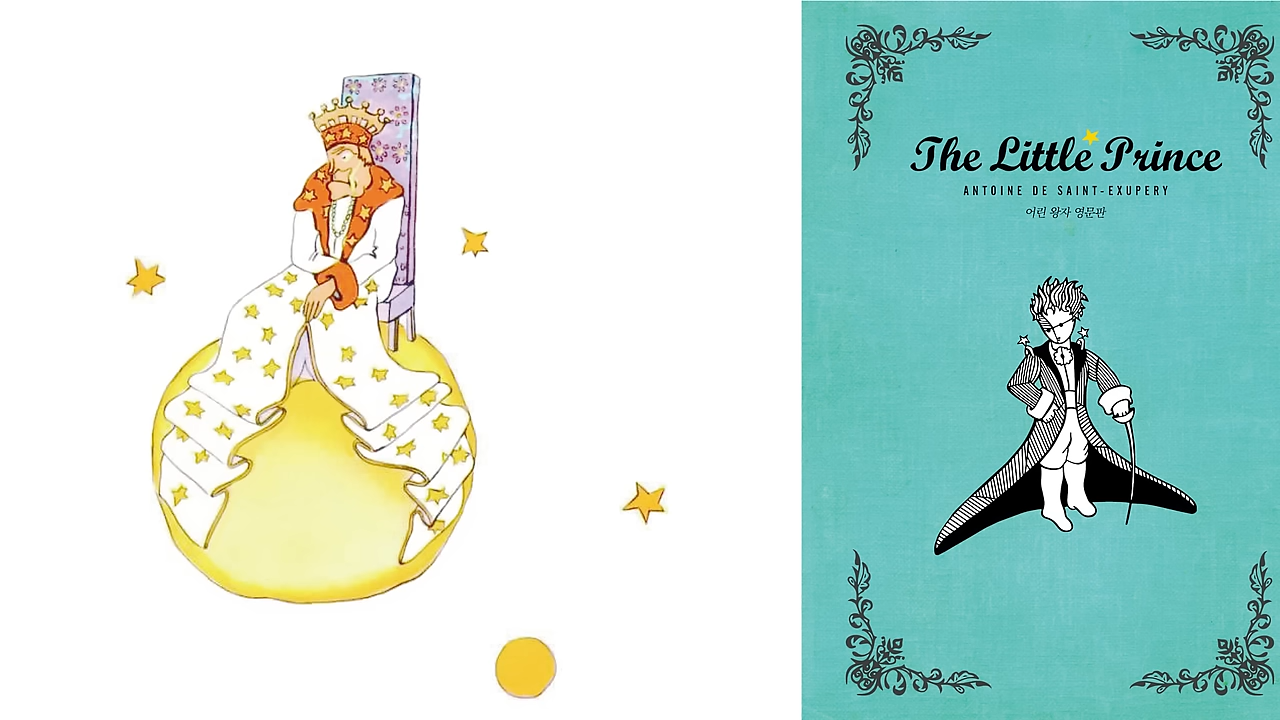 The Little Prince
ANTOINE DE SAINT-EXUPERY
어린 왕자 영문판